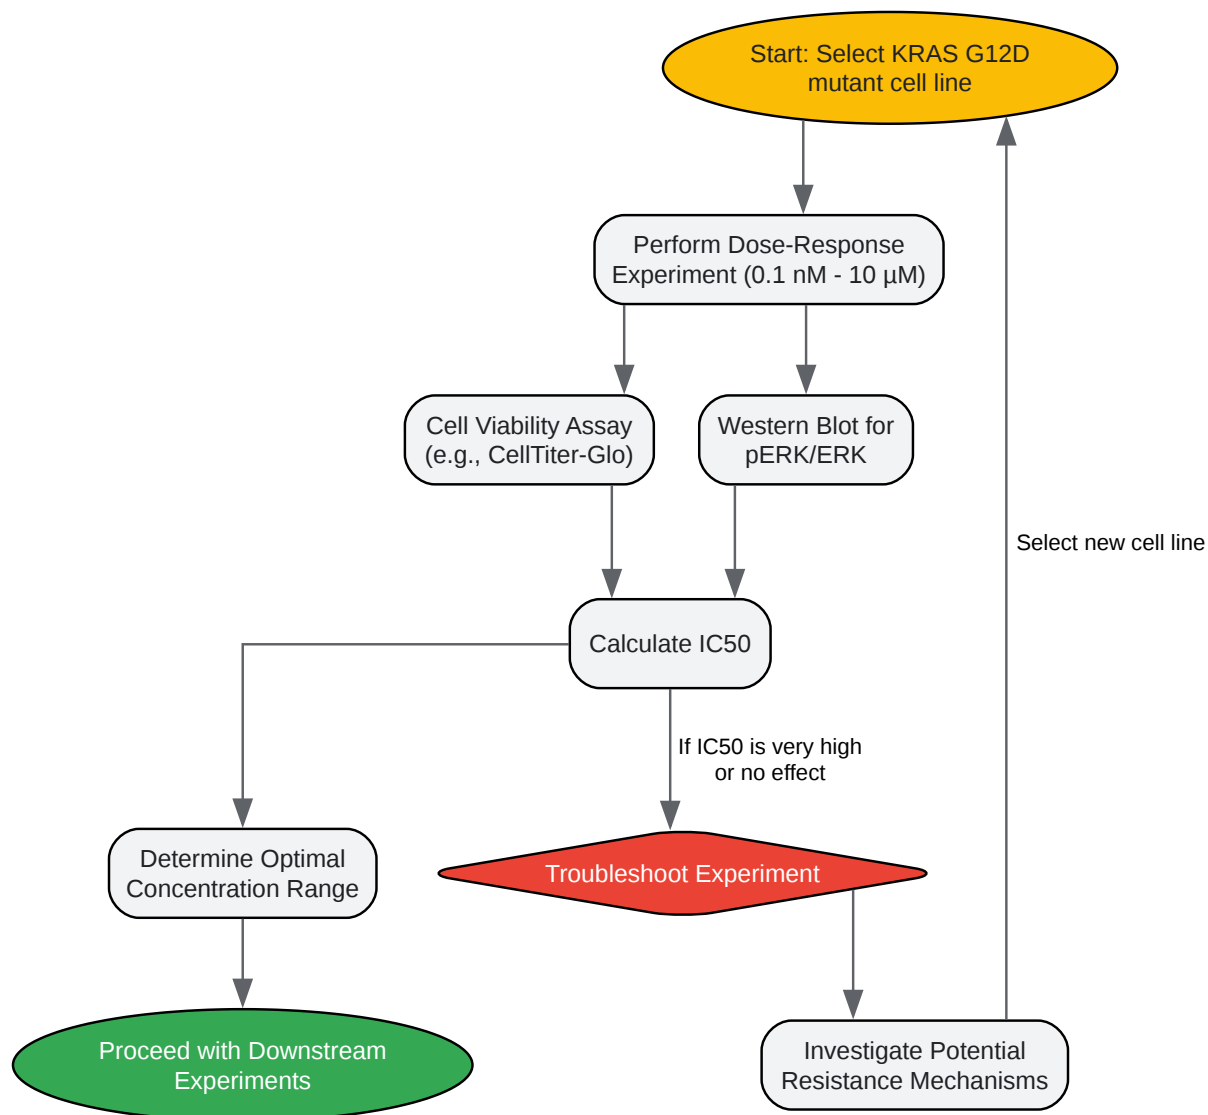 Start: Select KRAS G12D
mutant cell line
Perform Dose-Response
Experiment (0.1 nM - 10 µM)
Cell Viability Assay
(e.g., CellTiter-Glo)
Western Blot for
pERK/ERK
Select new cell line
Calculate IC50
If IC50 is very high
or no effect
Determine Optimal
Concentration Range
Troubleshoot Experiment
Proceed with Downstream
Experiments
Investigate Potential
Resistance Mechanisms